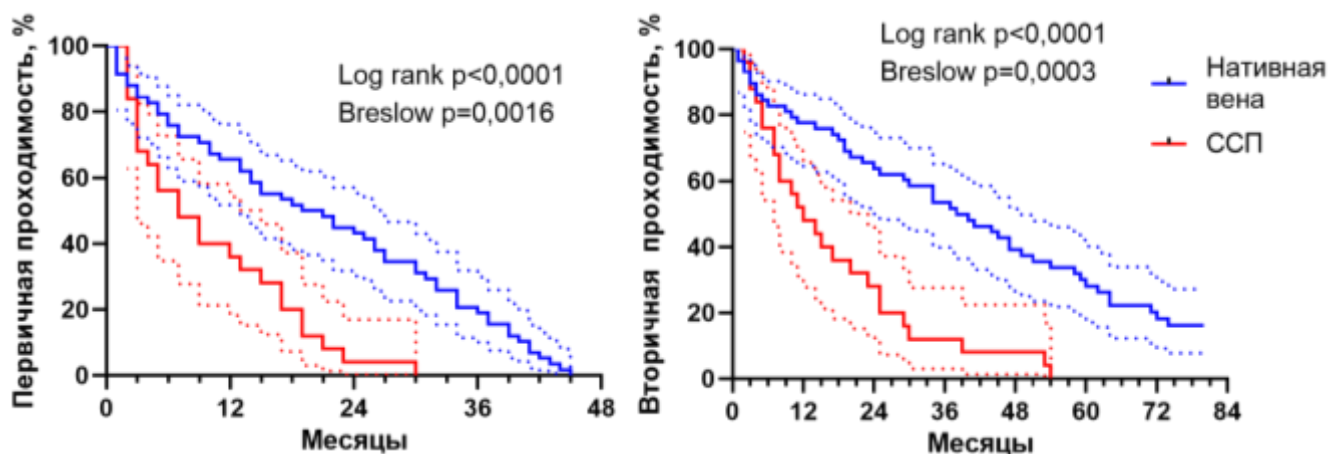 Первичная проходимость, %
100
80
60
40
20
0
Log rank p<0,0001
Breslow p=0,0016
0 12 24 36 48
Месяцы
Вторичная проходимость, %
100
80
60
40
20
0
Log rank p<0,0001
Breslow p=0,0003
0 12 24 36 48 60 72 84
Месяцы
Нативная
вена
ССП